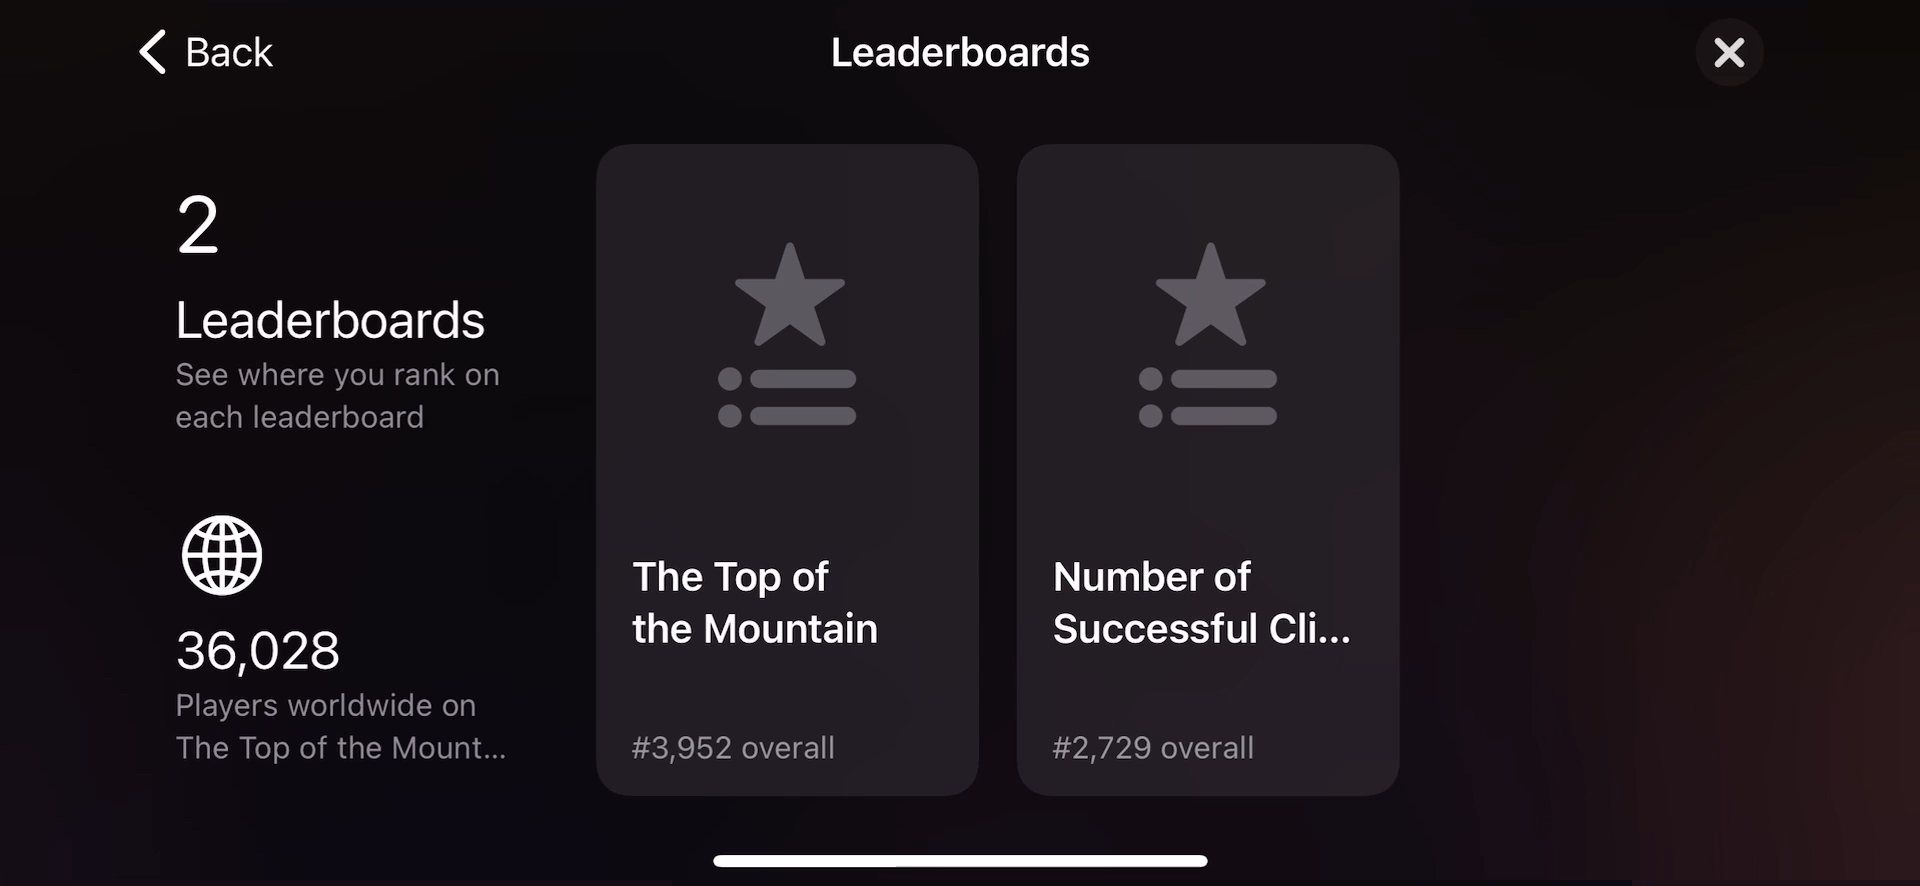 Back
Leaderboards
2
Leaderboards
See where you rank on
each leaderboard
36,028
Players worldwide on
The Top of the Mount...
The Top of
the Mountain
#3,952 overall
Number of
Successful Cli...
#2,729 overall